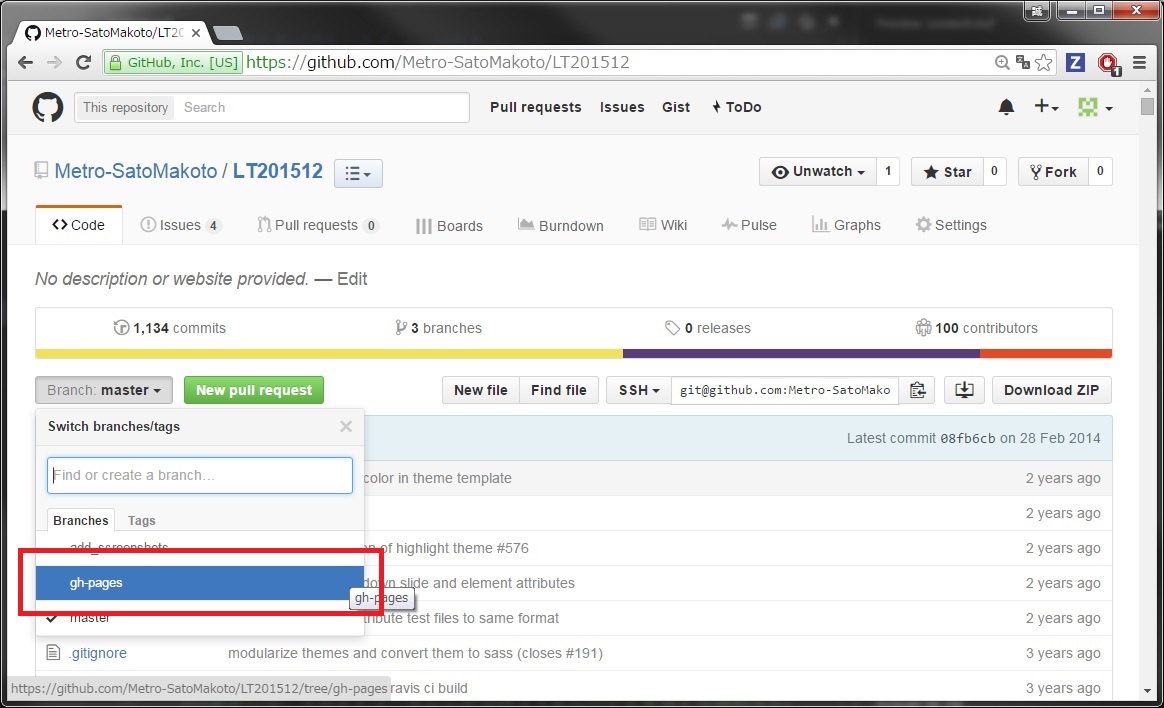 Metro-SatoMakoto/LT20
GitHub, Inc. [US] https://github.com/Metro-SatoMakoto/LT201512
This repository Search Pull requests Issues Gist ToDo
Metro-SatoMakoto / LT201512 Unwatch 1 Star 0 Fork 0
Code Issues 4 Pull requests 0 Boards Burndown Wiki Pulse Graphs Settings
No description or website provided. — Edit
1,134 commits 3 branches 0 releases 100 contributors
Branch: master New pull request New file Find file SSH git@github.com:Metro-SatoMako Download ZIP
Switch branches/tags
Latest commit 08fb6cb on 28 Feb 2014
Find or create a branch…
color in theme template 2 years ago
Branches Tags
2 years ago
add_screenshots of highlight theme #576 2 years ago
gh-pages down slide and element attributes 2 years ago
gh-pages
master tribute test files to same format 2 years ago
.gitignore modularize themes and convert them to sass (closes #191) 3 years ago
https://github.com/Metro-SatoMakoto/LT201512/tree/gh-pages ravis ci build 3 years ago